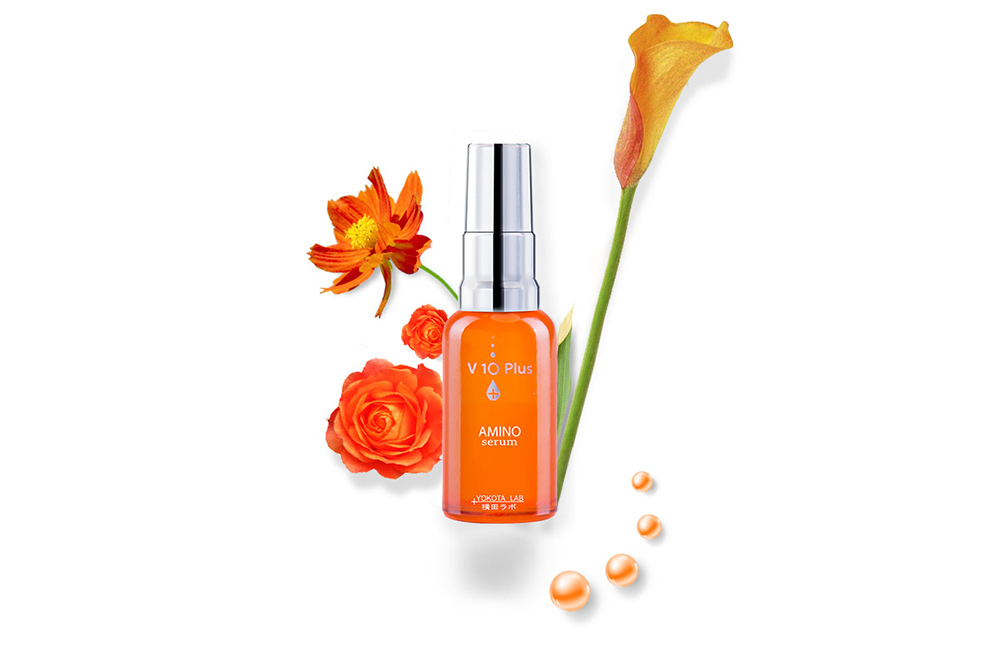 V 10 Plus
AMINO
serum
+YOKOTA LAB
横田ラボ